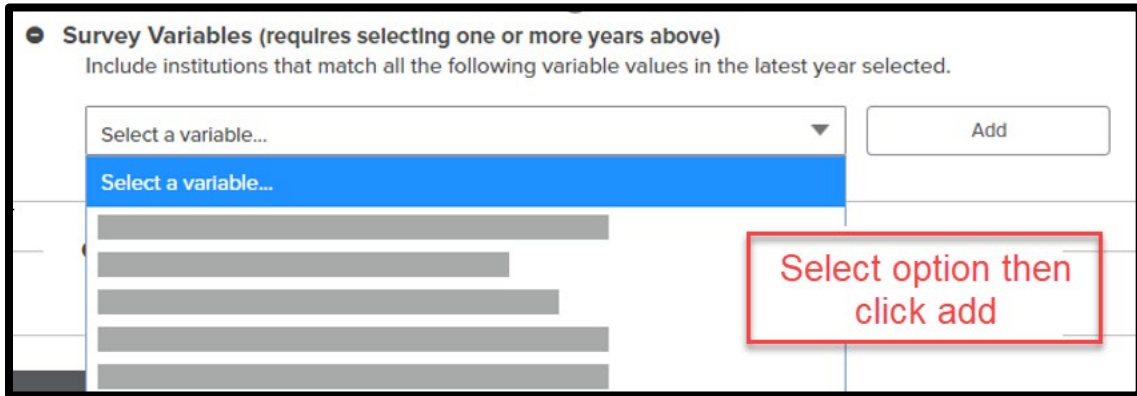 Survey Variables (requires selecting one or more years above)
Include institutions that match all the following variable values in the latest year selected.
Select a variable...
Add
Select a variable...
Select option then
click add